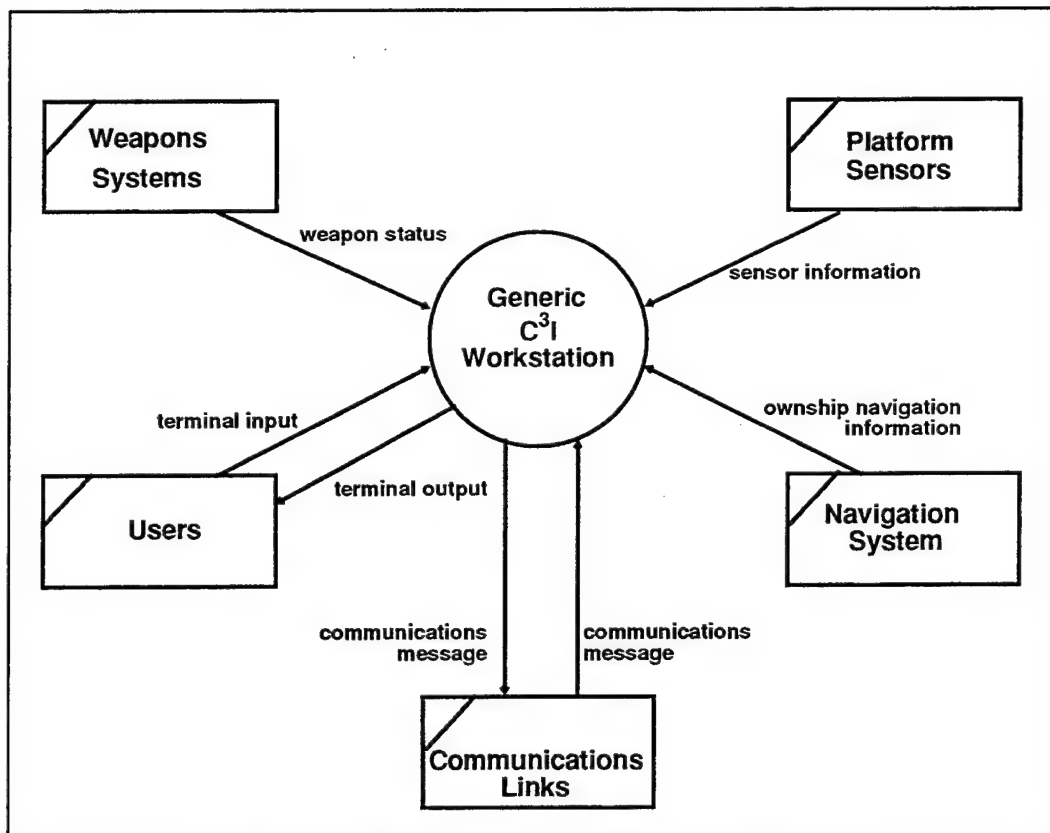 Weapons
Systems
Platform
Sensors
weapon status
sensor information
Generic
C³I
Workstation
terminal input
ownship navigation
information
terminal output
Users
Navigation
System
communications
message
communications
message
Communications
Links